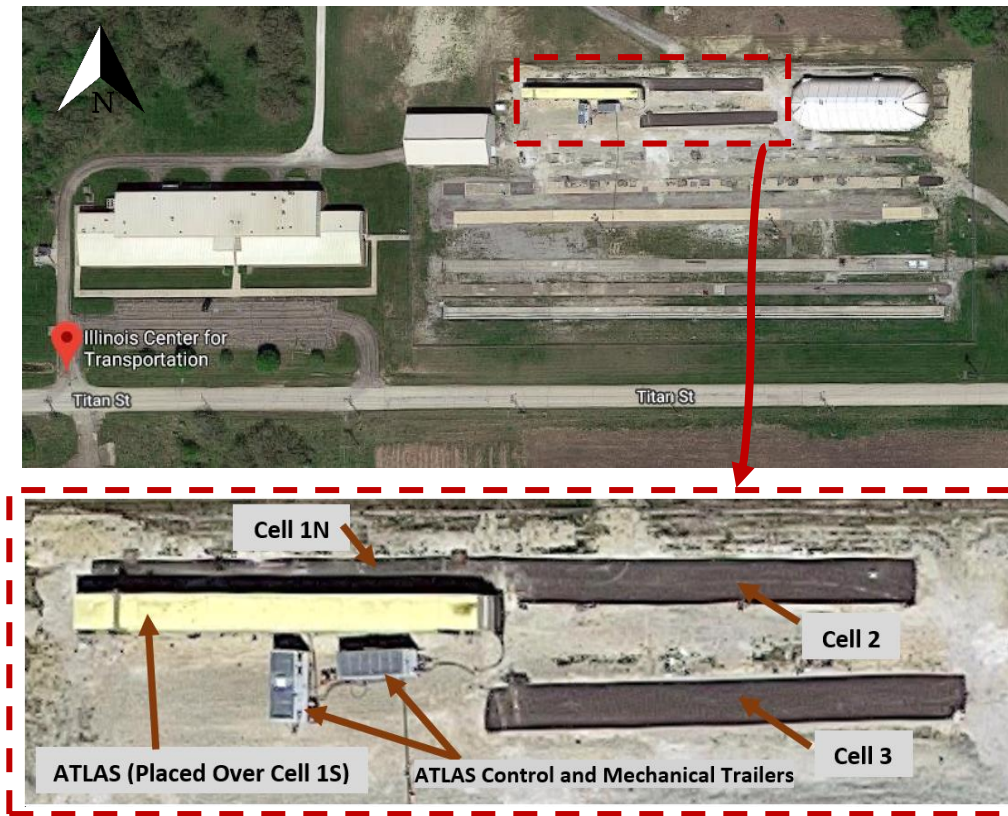 N
Illinois Center for
Transportation
Titan St
Titan St
Cell 1N
Cell 2
ATLAS (Placed Over Cell 1S)
ATLAS Control and Mechanical Trailers
Cell 3